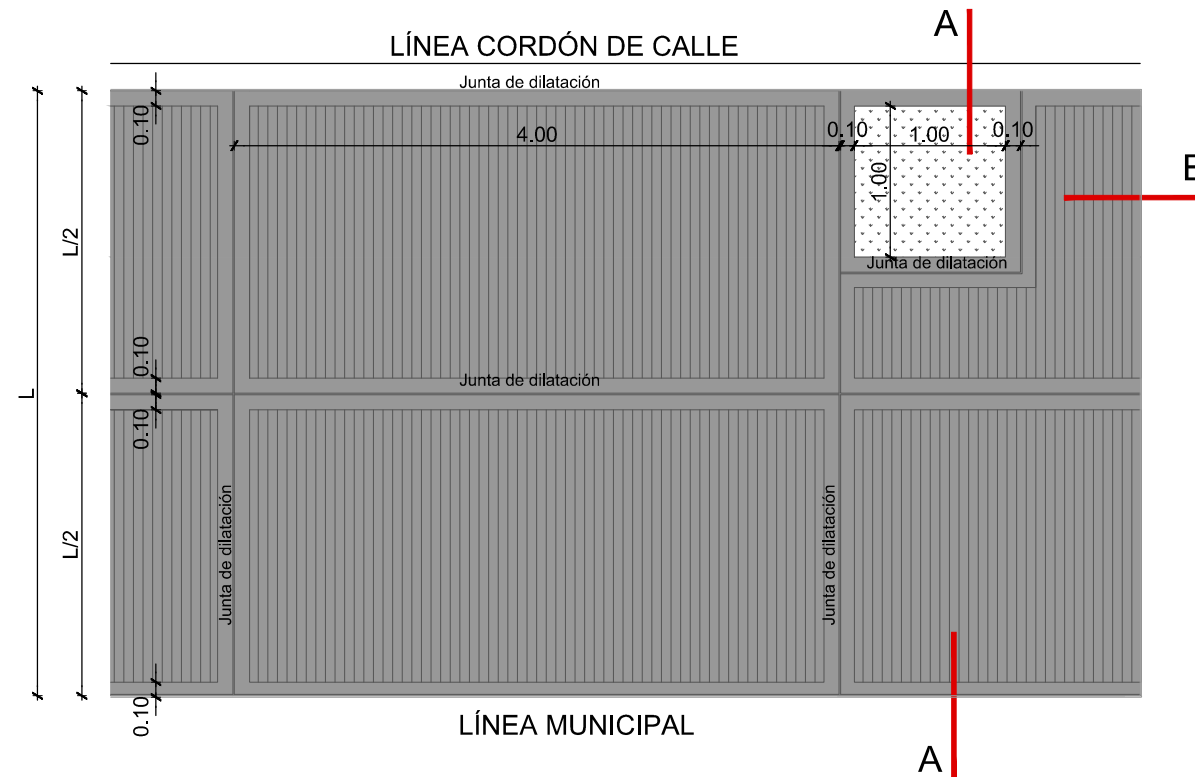 A
LÍNEA CORDÓN DE CALLE
Junta de dilatación
0.10
4.00
0.10
1.00
0.10
1.00
B
L/2
Junta de dilatación
0.10
Junta de dilatación
L
0.10
Junta de dilatación
Junta de dilatación
L/2
0.10
LÍNEA MUNICIPAL
A